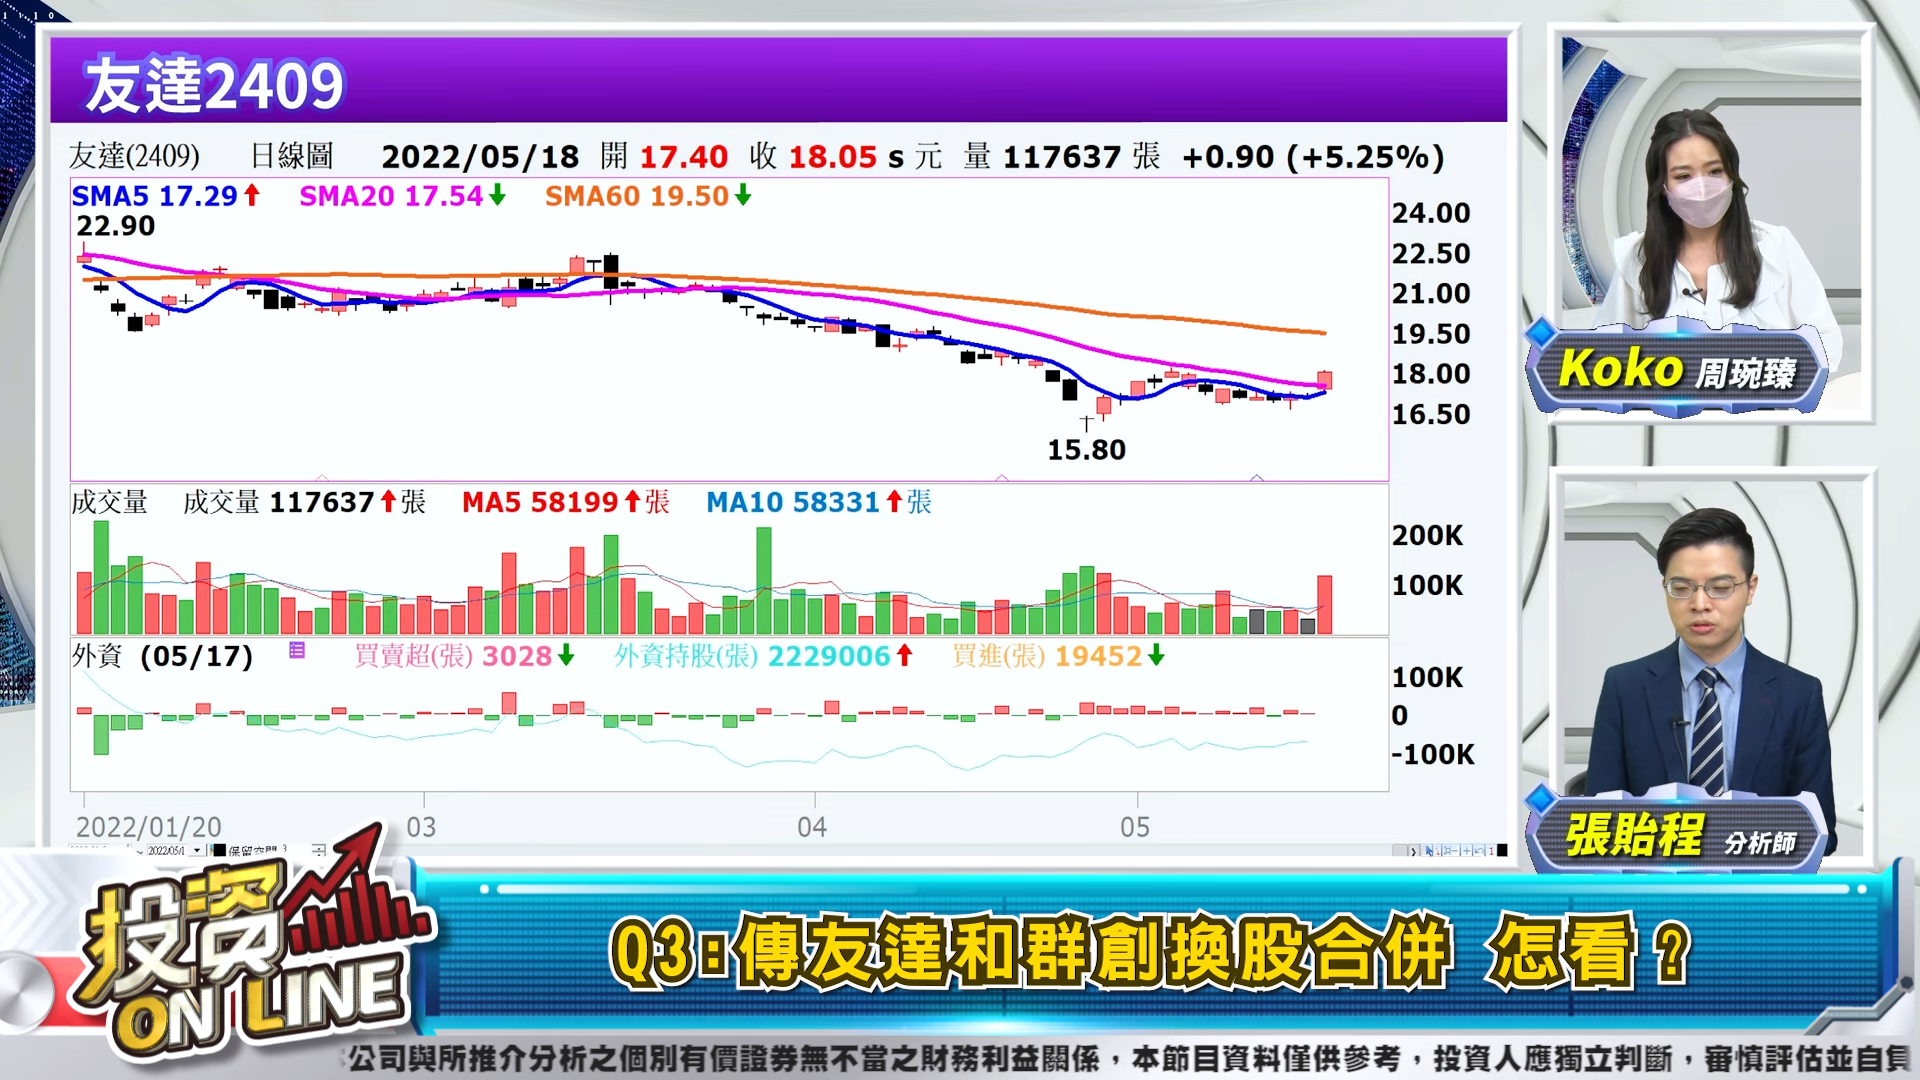 友達2409
友達(2409) 日線圖 2022/05/18 開 17.40 收 18.05 s 元 量 117637 張 +0.90 (+5.25%)
SMA5 17.29 SMA20 17.54 SMA60 19.50
22.90
24.00
22.50
21.00
19.50
18.00
16.50
15.80
成交量 成交量 117637 張 MA5 58199 張 MA10 58331 張
200K
100K
外資 (05/17) 買賣超(張) 3028 外資持股(張) 2229006 買進(張) 19452
100K
0
-100K
2022/01/20 03 04 05
保留空間 3
Koko 周琬臻
張貽程 分析師
投資
ON LINE
Q3:傳友達和群創換股合併 怎看?
公司與所推介分析之個別有價證券無不當之財務利益關係,本節目資料僅供參考,投資人應獨立判斷,審慎評估並自負